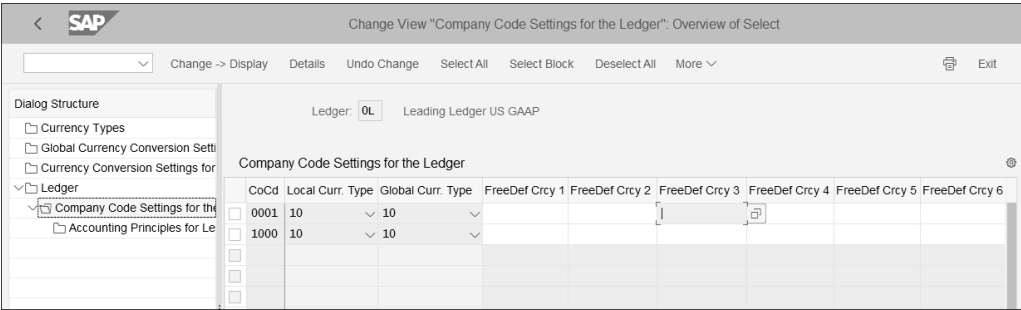 SAP
Change View "Company Code Settings for the Ledger": Overview of Select
Change -> Display Details Undo Change Select All Select Block Deselect All More Exit
Dialog Structure
Currency Types
Global Currency Conversion Setti
Currency Conversion Settings for
Ledger
Company Code Settings for the
Accounting Principles for Le
Ledger: 0L Leading Ledger US GAAP
Company Code Settings for the Ledger
CoCd Local Curr. Type Global Curr. Type FreeDef Crcy 1 FreeDef Crcy 2 FreeDef Crcy 3 FreeDef Crcy 4 FreeDef Crcy 5 FreeDef Crcy 6
0001 10 10
1000 10 10